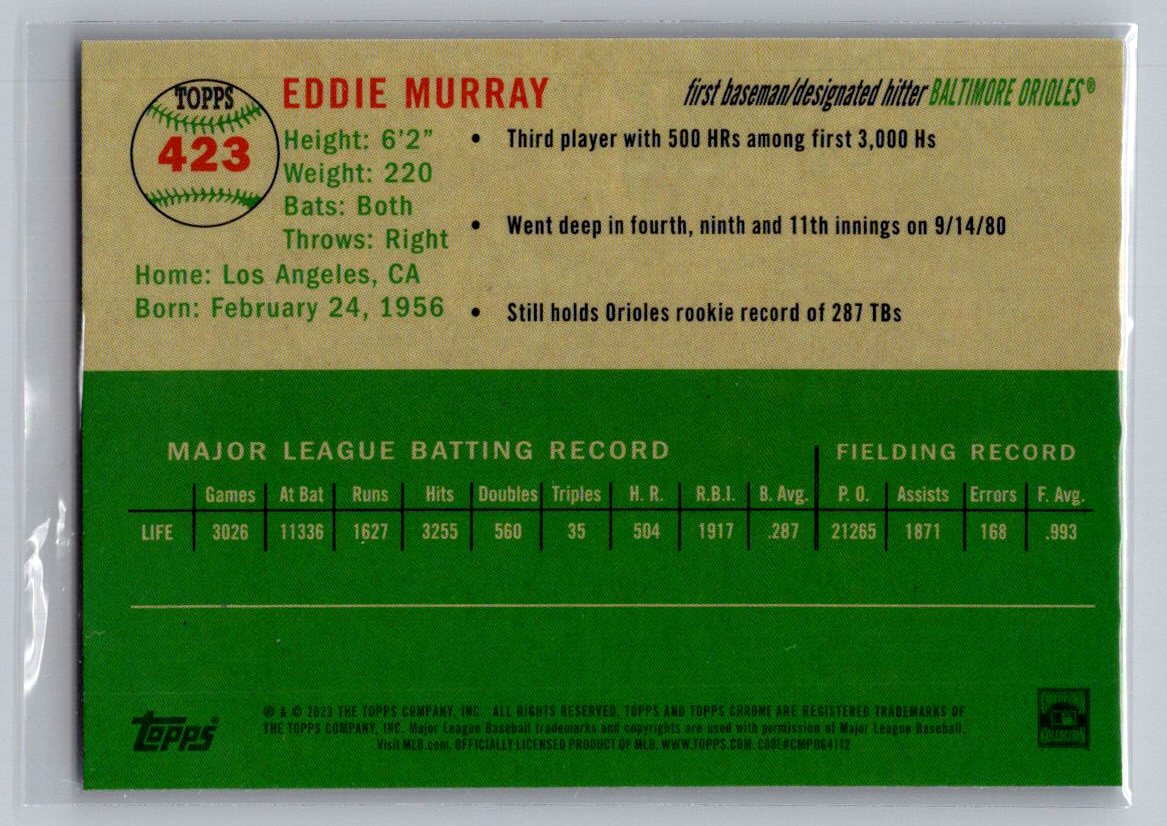 TOPPS
423
EDDIE MURRAY
first baseman/designated hitter BALTIMORE ORIOLES®
Height: 6'2"
Weight: 220
Bats: Both
Throws: Right
Home: Los Angeles, CA
Born: February 24, 1956
• Third player with 500 HRs among first 3,000 Hs
• Went deep in fourth, ninth and 11th innings on 9/14/80
• Still holds Orioles rookie record of 287 TBs
MAJOR LEAGUE BATTING RECORD FIELDING RECORD
Games At Bat Runs Hits Doubles Triples H. R. R.B.I. B. Avg. P. O. Assists Errors F. Avg.
LIFE 3026 11336 1627 3255 560 35 504 1917 .287 21265 1871 168 .993
Topps®
® & © 2023 THE TOPPS COMPANY, INC. ALL RIGHTS RESERVED. TOPPS AND TOPPS CHROME ARE REGISTERED TRADEMARKS OF
THE TOPPS COMPANY, INC. Major League Baseball trademarks and copyrights are used with permission of Major League Baseball.
Visit MLB.com. OFFICIALLY LICENSED PRODUCT OF MLB. WWW.TOPPS.COM. CODE#CMP064172